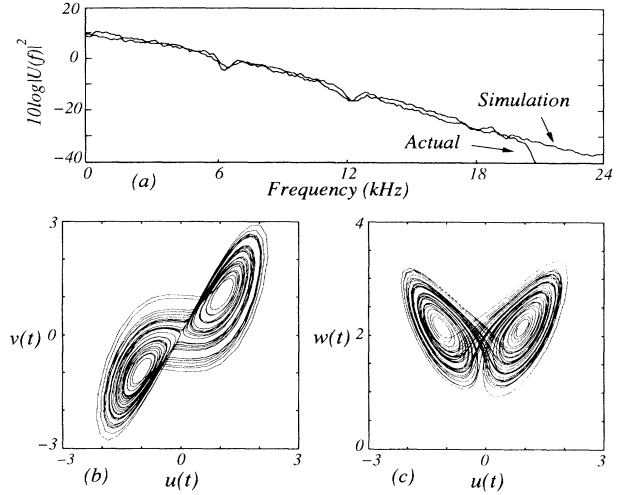 20
0
-20
-40
10log|U(f)|²
Simulation
Actual
0 6 12 18 24
(a) Frequency (kHz)
3
v(t) 0
-3
-3 0 3
(b) u(t)
4
w(t) 2
0
-3 0 3
(c) u(t)